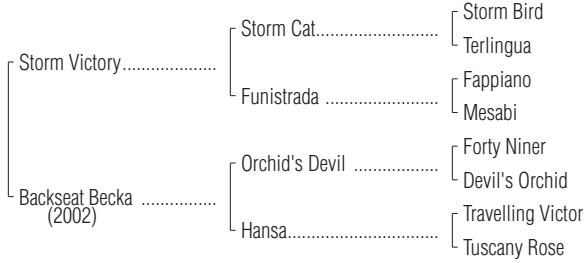 Storm Bird
Storm Cat
Terlingua
Storm Victory
Fappiano
Funistrada
Mesabi
Forty Niner
Orchid's Devil
Devil's Orchid
Backseat Becka
(2002)
Travelling Victor
Hansa
Tuscany Rose